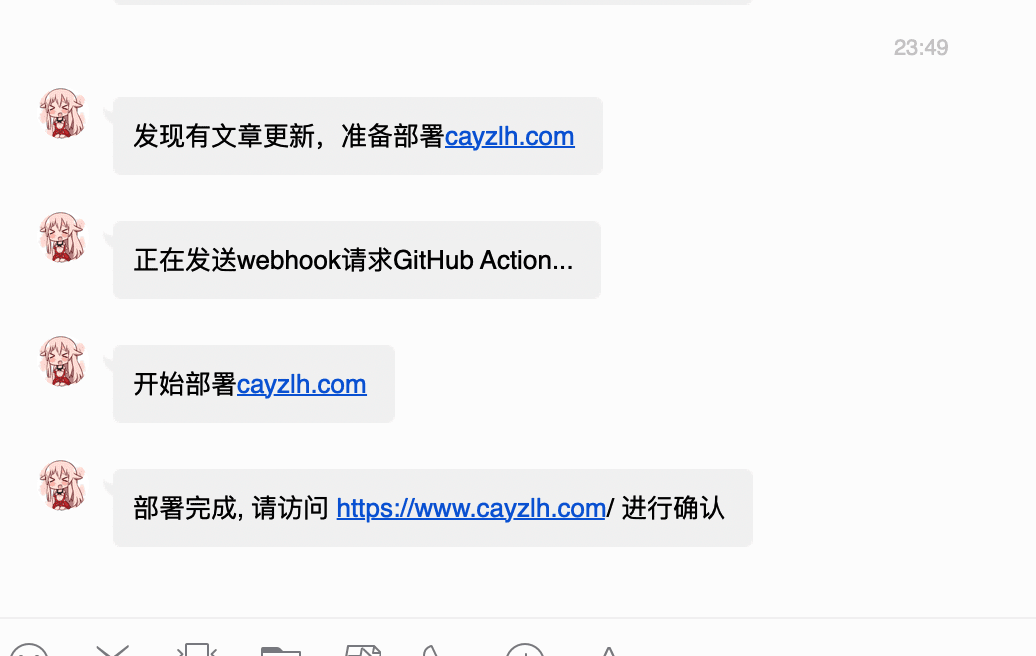 23:49
发现有文章更新，准备部署cayzlh.com
正在发送webhook请求GitHub Action...
开始部署cayzlh.com
部署完成, 请访问 https://www.cayzlh.com/ 进行确认